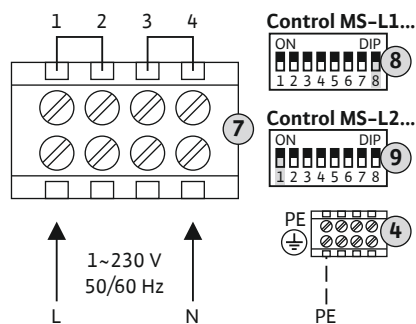 1 2 3 4
Control MS-L1...
ON DIP
1 2 3 4 5 6 7 8
8
7
Control MS-L2...
ON DIP
1 2 3 4 5 6 7 8
9
PE
4
1~230 V
50/60 Hz
L N PE